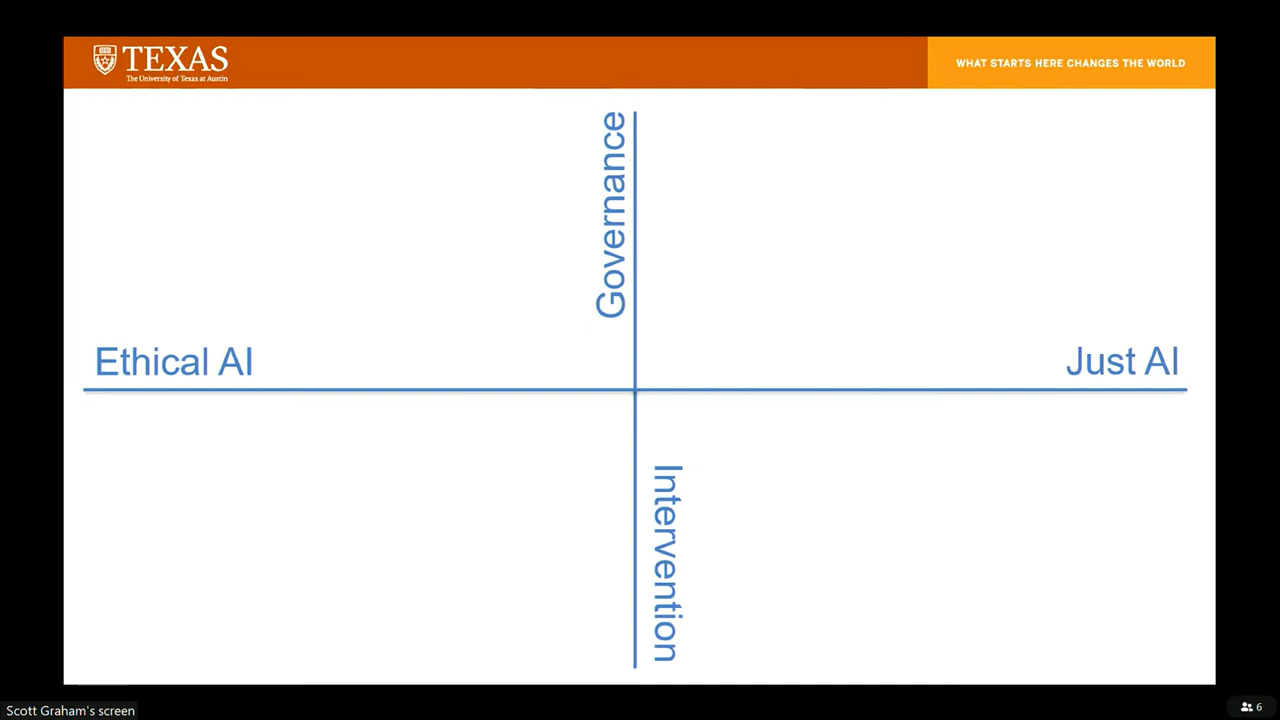 TEXAS
The University of Texas at Austin
WHAT STARTS HERE CHANGES THE WORLD
Governance
Ethical AI
Just AI
Intervention
Scott Graham's screen
6